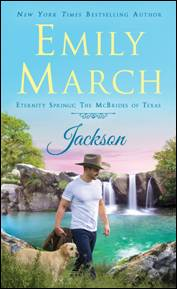 NEW YORK TIMES BESTSELLING AUTHOR
EMILY
MARCH
ETERNITY SPRINGS: THE MCBRIDES OF TEXAS
Jackson